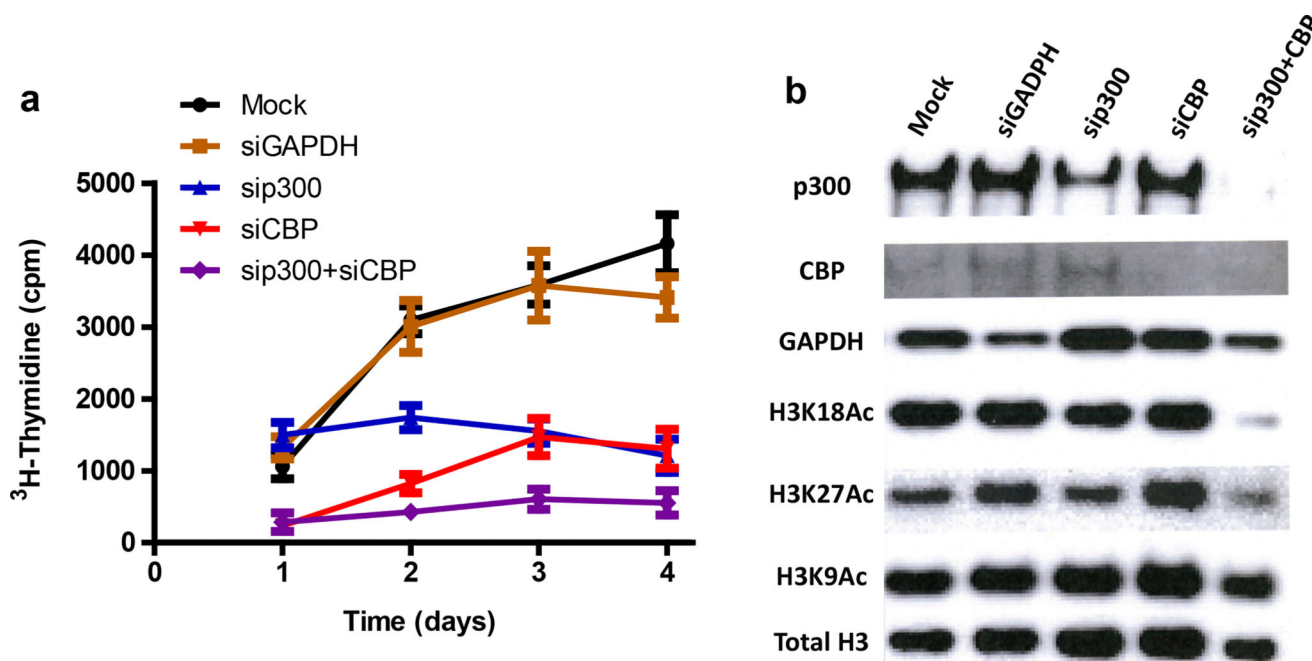 a
Mock
siGAPDH
sip300
siCBP
sip300+siCBP
5000
4000
3000
2000
1000
0
³H-Thymidine (cpm)
0 1 2 3 4
Time (days)
b
Mock siGADPH sip300 siCBP sip300+CBP
p300
CBP
GAPDH
H3K18Ac
H3K27Ac
H3K9Ac
Total H3